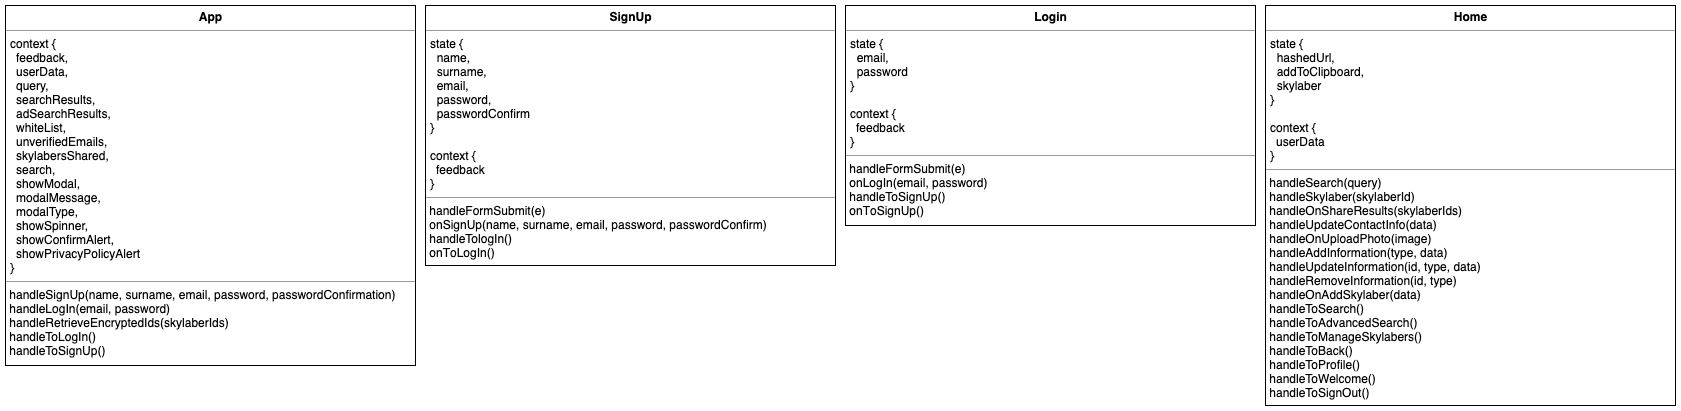 App
context {
feedback,
userData,
query,
searchResults,
adSearchResults,
whiteList,
unverifiedEmails,
skylabersShared,
search,
showModal,
modalMessage,
modalType,
showSpinner,
showConfirmAlert,
showPrivacyPolicyAlert
}
handleSignUp(name, surname, email, password, passwordConfirmation)
handleLogIn(email, password)
handleRetrieveEncryptedIds(skylaberIds)
handleToLogIn()
handleToSignUp()
SignUp
state {
name,
surname,
email,
password,
passwordConfirm
}
context {
feedback
}
handleFormSubmit(e)
onSignUp(name, surname, email, password, passwordConfirm)
handleTologIn()
onToLogIn()
Login
state {
email,
password
}
context {
feedback
}
handleFormSubmit(e)
onLogIn(email, password)
handleToSignUp()
onToSignUp()
Home
state {
hashedUrl,
addToClipboard,
skylaber
}
context {
userData
}
handleSearch(query)
handleSkylaber(skylaberId)
handleOnShareResults(skylaberIds)
handleUpdateContactInfo(data)
handleOnUploadPhoto(image)
handleAddInformation(type, data)
handleUpdateInformation(id, type, data)
handleRemoveInformation(id, type)
handleOnAddSkylaber(data)
handleToSearch()
handleToAdvancedSearch()
handleToManageSkylabers()
handleToBack()
handleToProfile()
handleToWelcome()
handleToSignOut()